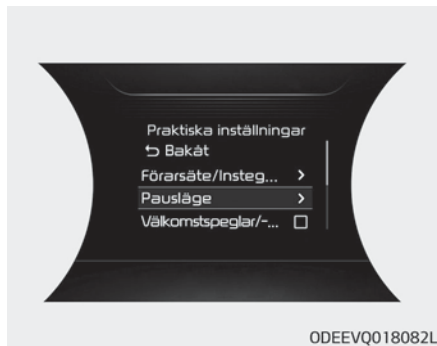 Praktiska inställningar
⮌ Bakåt
Förarsäte/Insteg... >
Pausläge >
Välkomstspeglar/-...
ODEEVQ018082L